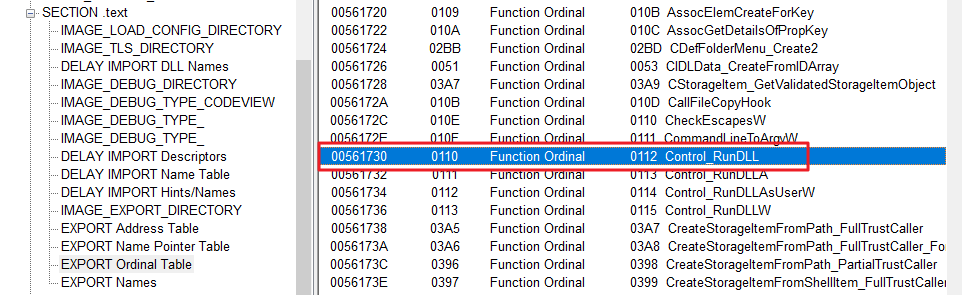 SECTION .text
IMAGE_LOAD_CONFIG_DIRECTORY
IMAGE_TLS_DIRECTORY
DELAY IMPORT DLL Names
IMAGE_DEBUG_DIRECTORY
IMAGE_DEBUG_TYPE_CODEVIEW
IMAGE_DEBUG_TYPE_
IMAGE_DEBUG_TYPE_
DELAY IMPORT Descriptors
DELAY IMPORT Name Table
DELAY IMPORT Hints/Names
IMAGE_EXPORT_DIRECTORY
EXPORT Address Table
EXPORT Name Pointer Table
EXPORT Ordinal Table
EXPORT Names
00561720 0109 Function Ordinal 010B AssocElemCreateForKey
00561722 010A Function Ordinal 010C AssocGetDetailsOfPropKey
00561724 02BB Function Ordinal 02BD CDefFolderMenu_Create2
00561726 0051 Function Ordinal 0053 CIDLData_CreateFromIDArray
00561728 03A7 Function Ordinal 03A9 CStorageItem_GetValidatedStorageItemObject
0056172A 010B Function Ordinal 010D CallFileCopyHook
0056172C 010E Function Ordinal 0110 CheckEscapesW
0056172E 010F Function Ordinal 0111 CommandLineToArgvW
00561730 0110 Function Ordinal 0112 Control_RunDLL
00561732 0111 Function Ordinal 0113 Control_RunDLLA
00561734 0112 Function Ordinal 0114 Control_RunDLLAsUserW
00561736 0113 Function Ordinal 0115 Control_RunDLLW
00561738 03A5 Function Ordinal 03A7 CreateStorageItemFromPath_FullTrustCaller
0056173A 03A6 Function Ordinal 03A8 CreateStorageItemFromPath_FullTrustCaller_Fo
0056173C 0396 Function Ordinal 0398 CreateStorageItemFromPath_PartialTrustCaller
0056173E 0397 Function Ordinal 0399 CreateStorageItemFromShellItem_FullTrustCaller